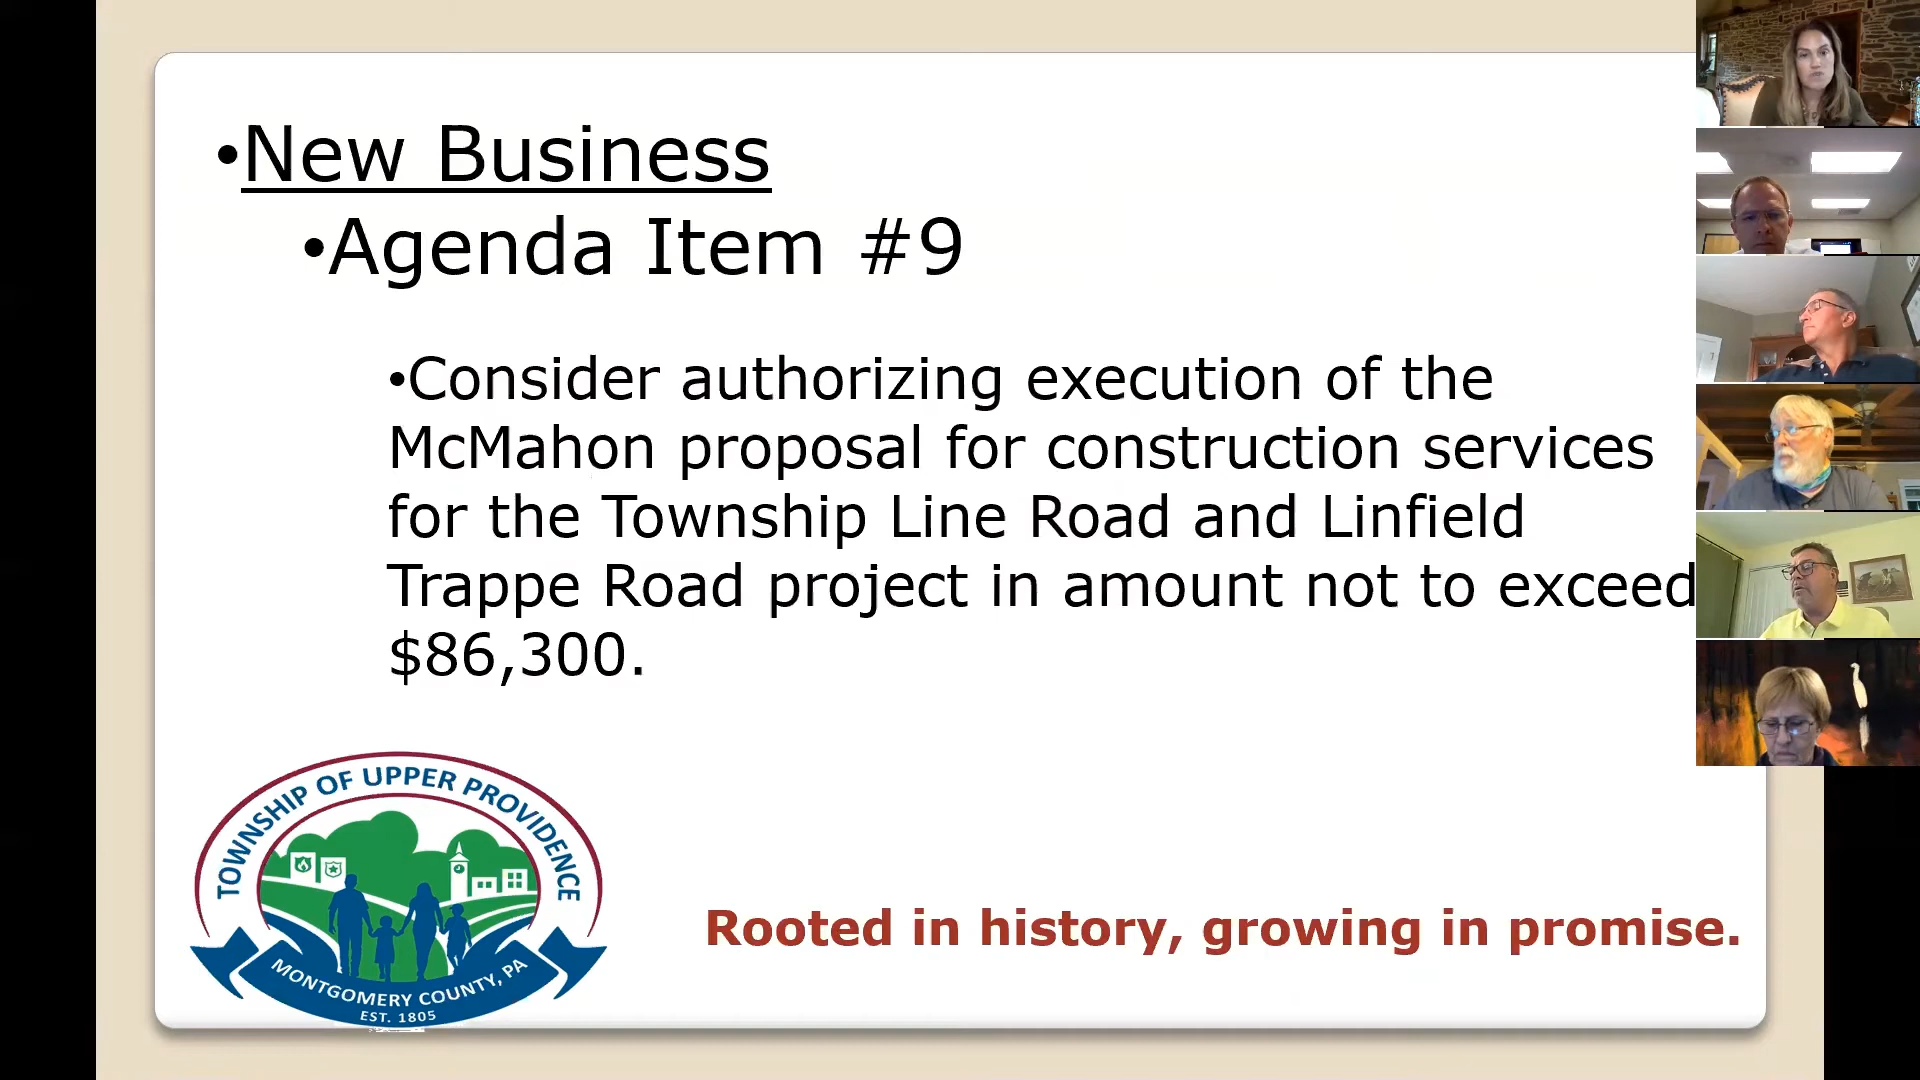 •New Business
•Agenda Item #9
•Consider authorizing execution of the
McMahon proposal for construction services
for the Township Line Road and Linfield
Trappe Road project in amount not to exceed
$86,300.
TOWNSHIP OF UPPER PROVIDENCE
MONTGOMERY COUNTY, PA
EST. 1805
Rooted in history, growing in promise.